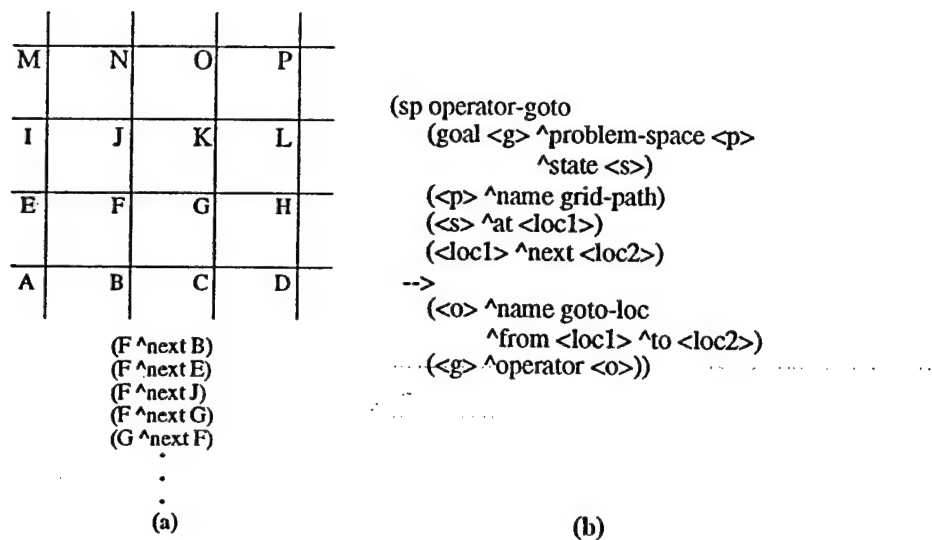 M N O P
I J K L
E F G H
A B C D
(F ^next B)
(F ^next E)
(F ^next J)
(F ^next G)
(G ^next F)
.
.
.
(a)
(sp operator-goto
(goal <g> ^problem-space <p>
^state <s>)
(<p> ^name grid-path)
(<s> ^at <loc1>)
(<loc1> ^next <loc2>)
-->
(<o> ^name goto-loc
^from <loc1> ^to <loc2>)
(<g> ^operator <o>))
(b)